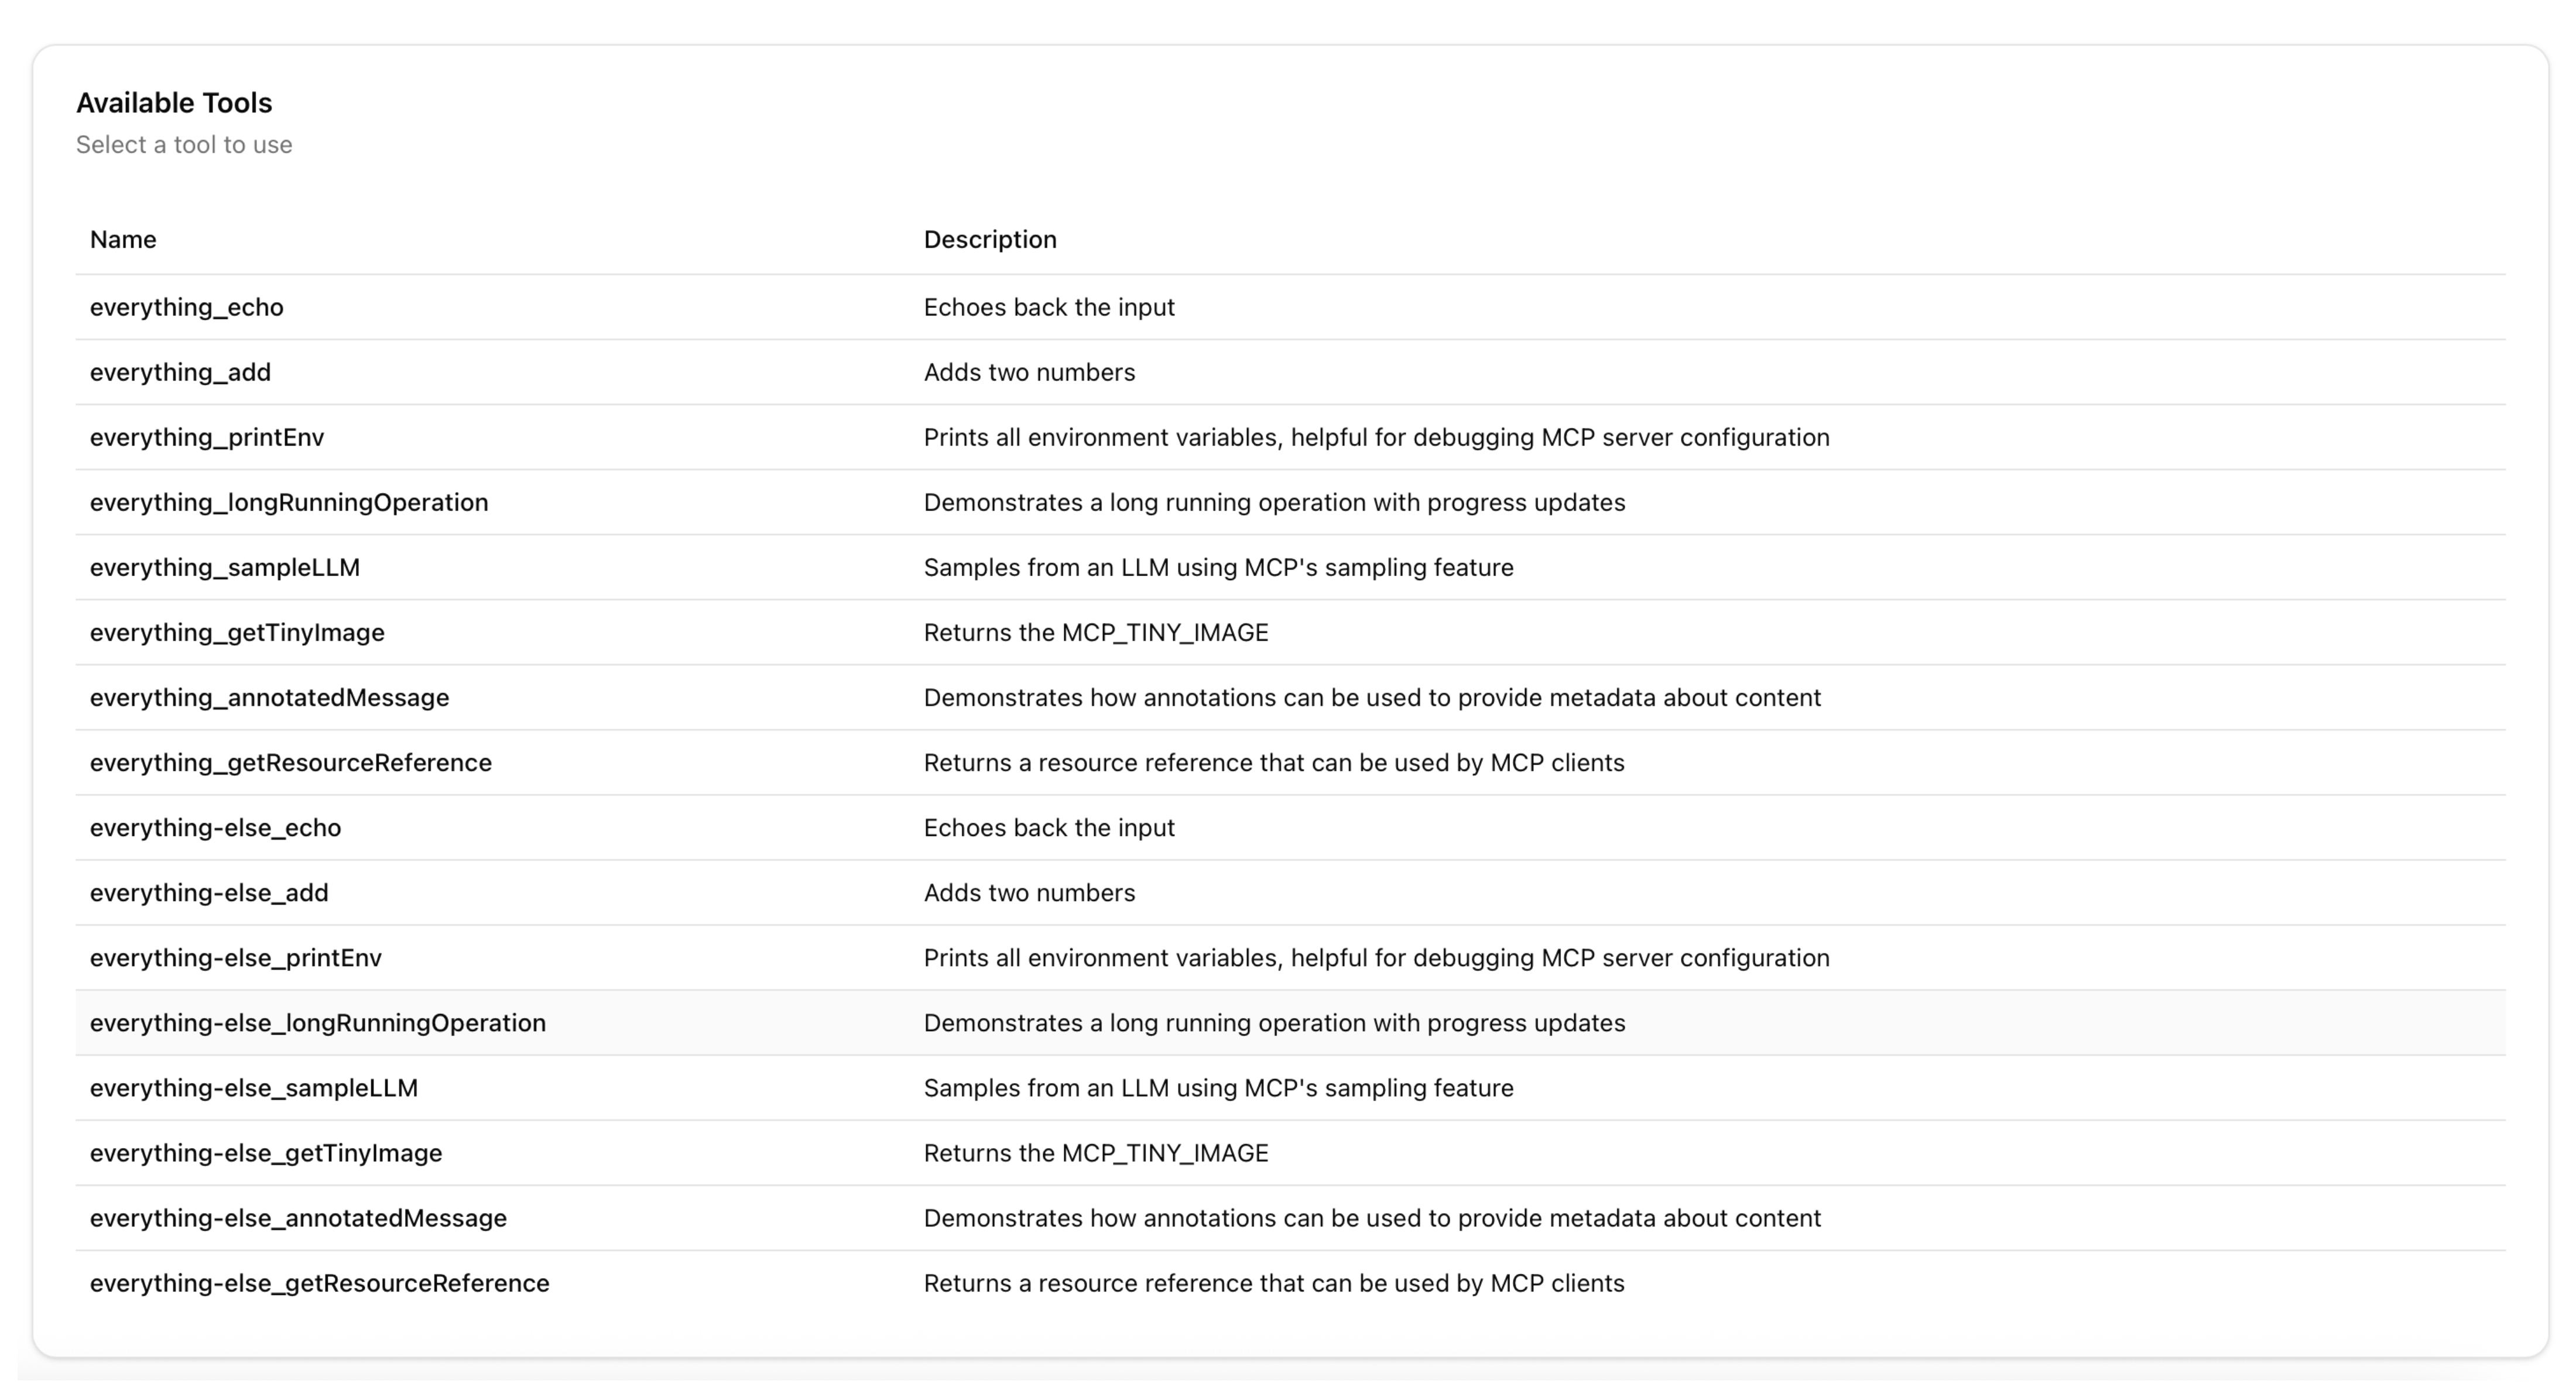 Available Tools
Select a tool to use
Name Description
everything_echo Echoes back the input
everything_add Adds two numbers
everything_printEnv Prints all environment variables, helpful for debugging MCP server configuration
everything_longRunningOperation Demonstrates a long running operation with progress updates
everything_sampleLLM Samples from an LLM using MCP's sampling feature
everything_getTinyImage Returns the MCP_TINY_IMAGE
everything_annotatedMessage Demonstrates how annotations can be used to provide metadata about content
everything_getResourceReference Returns a resource reference that can be used by MCP clients
everything-else_echo Echoes back the input
everything-else_add Adds two numbers
everything-else_printEnv Prints all environment variables, helpful for debugging MCP server configuration
everything-else_longRunningOperation Demonstrates a long running operation with progress updates
everything-else_sampleLLM Samples from an LLM using MCP's sampling feature
everything-else_getTinyImage Returns the MCP_TINY_IMAGE
everything-else_annotatedMessage Demonstrates how annotations can be used to provide metadata about content
everything-else_getResourceReference Returns a resource reference that can be used by MCP clients